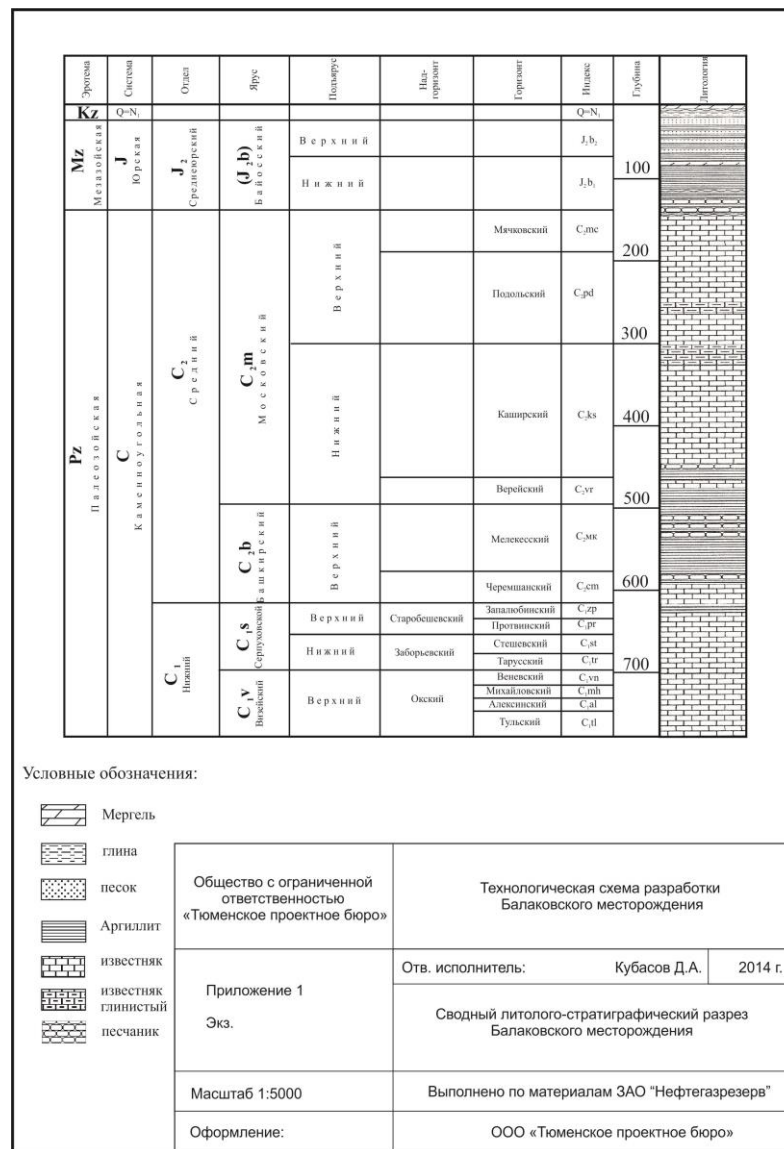 Эротема
Система
Отдел
Ярус
Подъярус
Над-
горизонт
Горизонт
Индекс
Глубина
Литология
Kz
Q=N₁
Q=N₁
Mz
Мезазойская
J
Юрская
J₂
Среднеюрский
(J₂b)
Байосский
Верхний
J₂b₂
Нижний
J₂b₁
100
Pz
Палеозойская
C
Каменноугольная
C₂
Средний
C₂m
Московский
Верхний
Мячковский
C₂mc
200
Подольский
C₂pd
300
Нижний
Каширский
C₂ks
400
Верейский
C₂vr
500
C₂b
Башкирский
Верхний
Мелекесский
C₂мк
Черемшанский
C₂cm
600
C₁
Нижний
C₁s
Серпуховской
Верхний
Старобешевский
Запалюбинский
C₁zp
Протвинский
C₁pr
Нижний
Заборьевский
Стешевский
C₁st
Тарусский
C₁tr
700
C₁v
Визейский
Верхний
Окский
Веневский
C₁vn
Михайловский
C₁mh
Алексинский
C₁al
Тульский
C₁tl
Условные обозначения:
Мергель
глина
песок
Аргиллит
известняк
известняк
глинистый
песчаник
Общество с ограниченной
ответственностью
«Тюменское проектное бюро»
Технологическая схема разработки
Балаковского месторождения
Приложение 1
Экз.
Отв. исполнитель: Кубасов Д.А. 2014 г.
Сводный литолого-стратиграфический разрез
Балаковского месторождения
Масштаб 1:5000
Выполнено по материалам ЗАО "Нефтегазрезерв"
Оформление:
ООО «Тюменское проектное бюро»